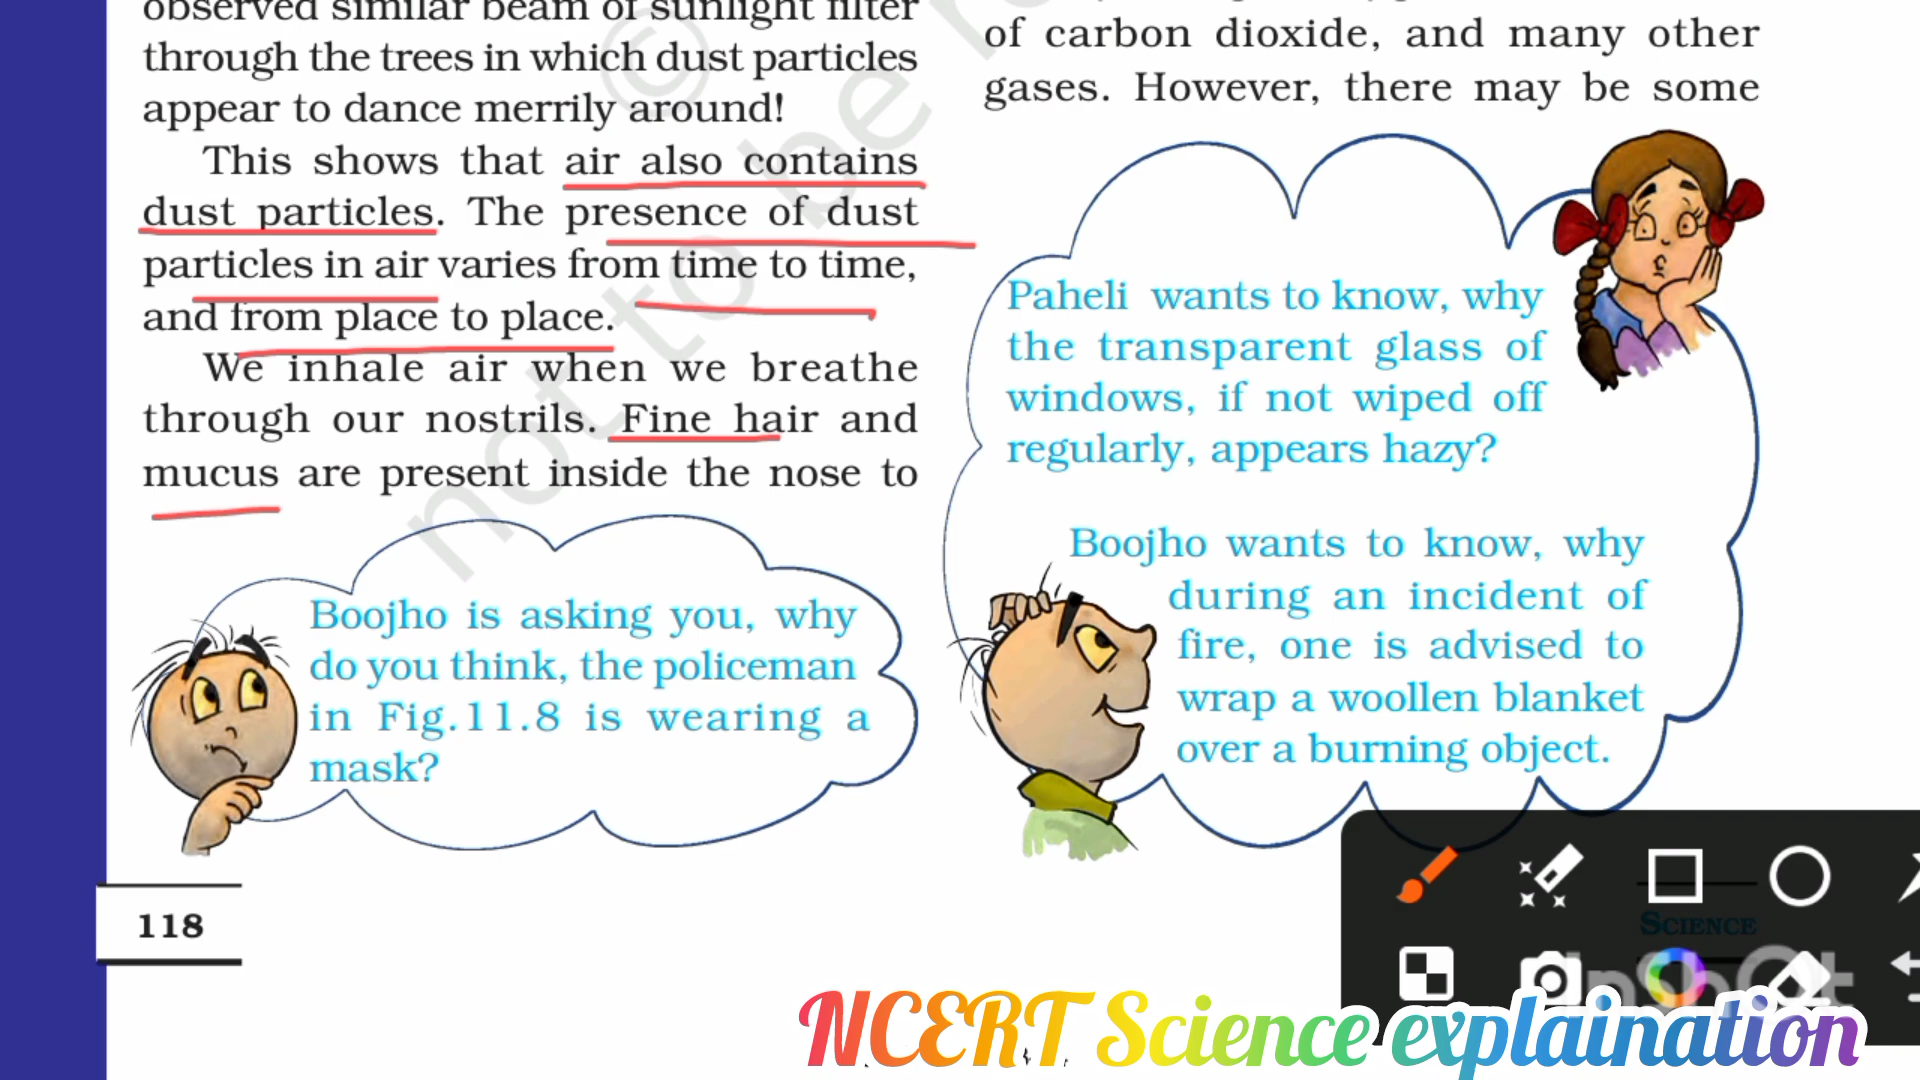 observed similar beam of sunlight filter
through the trees in which dust particles
appear to dance merrily around!
This shows that air also contains
dust particles. The presence of dust
particles in air varies from time to time,
and from place to place.
We inhale air when we breathe
through our nostrils. Fine hair and
mucus are present inside the nose to
Boojho is asking you, why
do you think, the policeman
in Fig.11.8 is wearing a
mask?
118
of carbon dioxide, and many other
gases. However, there may be some
Paheli wants to know, why
the transparent glass of
windows, if not wiped off
regularly, appears hazy?
Boojho wants to know, why
during an incident of
fire, one is advised to
wrap a woollen blanket
over a burning object.
SCIENCE
InShOt
NCERT Science explaination
© not to be